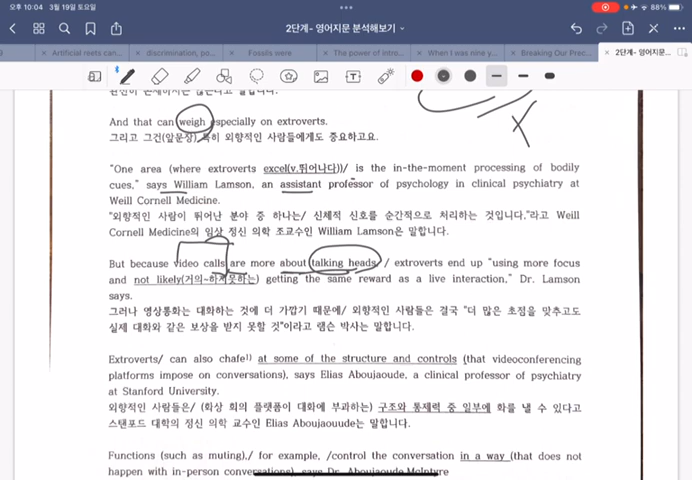 오후 10:04 3월 19일 토요일
88%
2단계- 영어지문 분석해보기
Artificial reefs can...
discrimination, po...
Fossils were
The power of intro...
When I was nine y...
Breaking Our Prec...
2단계- 영어지문...
And that can weigh especially on extroverts.
그리고 그건(앞문장) 특히 외향적인 사람들에게도 중요하고요.
"One area (where extroverts excel(v.뛰어나다)/ is the in-the-moment processing of bodily
cues," says William Lamson, an assistant professor of psychology in clinical psychiatry at
Weill Cornell Medicine.
"외향적인 사람이 뛰어난 분야 중 하나는/ 신체적 신호를 순간적으로 처리하는 것입니다."라고 Weill
Cornell Medicine의 임상 정신 의학 조교수인 William Lamson은 말합니다.
But because video calls are more about talking heads / extroverts end up "using more focus
and not likely(거의~하지못하는) getting the same reward as a live interaction," Dr. Lamson
says.
그러나 영상통화는 대화하는 것에 더 가깝기 때문에/ 외향적인 사람들은 결국 "더 많은 초점을 맞추고도
실제 대화와 같은 보상을 받지 못할 것"이라고 램슨 박사는 말합니다.
Extroverts/ can also chafe1) at some of the structure and controls (that videoconferencing
platforms impose on conversations), says Elias Aboujaoude, a clinical professor of psychiatry
at Stanford University.
외향적인 사람들은/ (화상 회의 플랫폼이 대화에 부과하는) 구조와 통제력 중 일부에 화를 낼 수 있다고
스탠포드 대학의 정신 의학 교수인 Elias Aboujaouude는 말합니다.
Functions (such as muting),/ for example, /control the conversation in a way (that does not
happen with in-person conversations), says Dr. Aboujaoude McIntyre